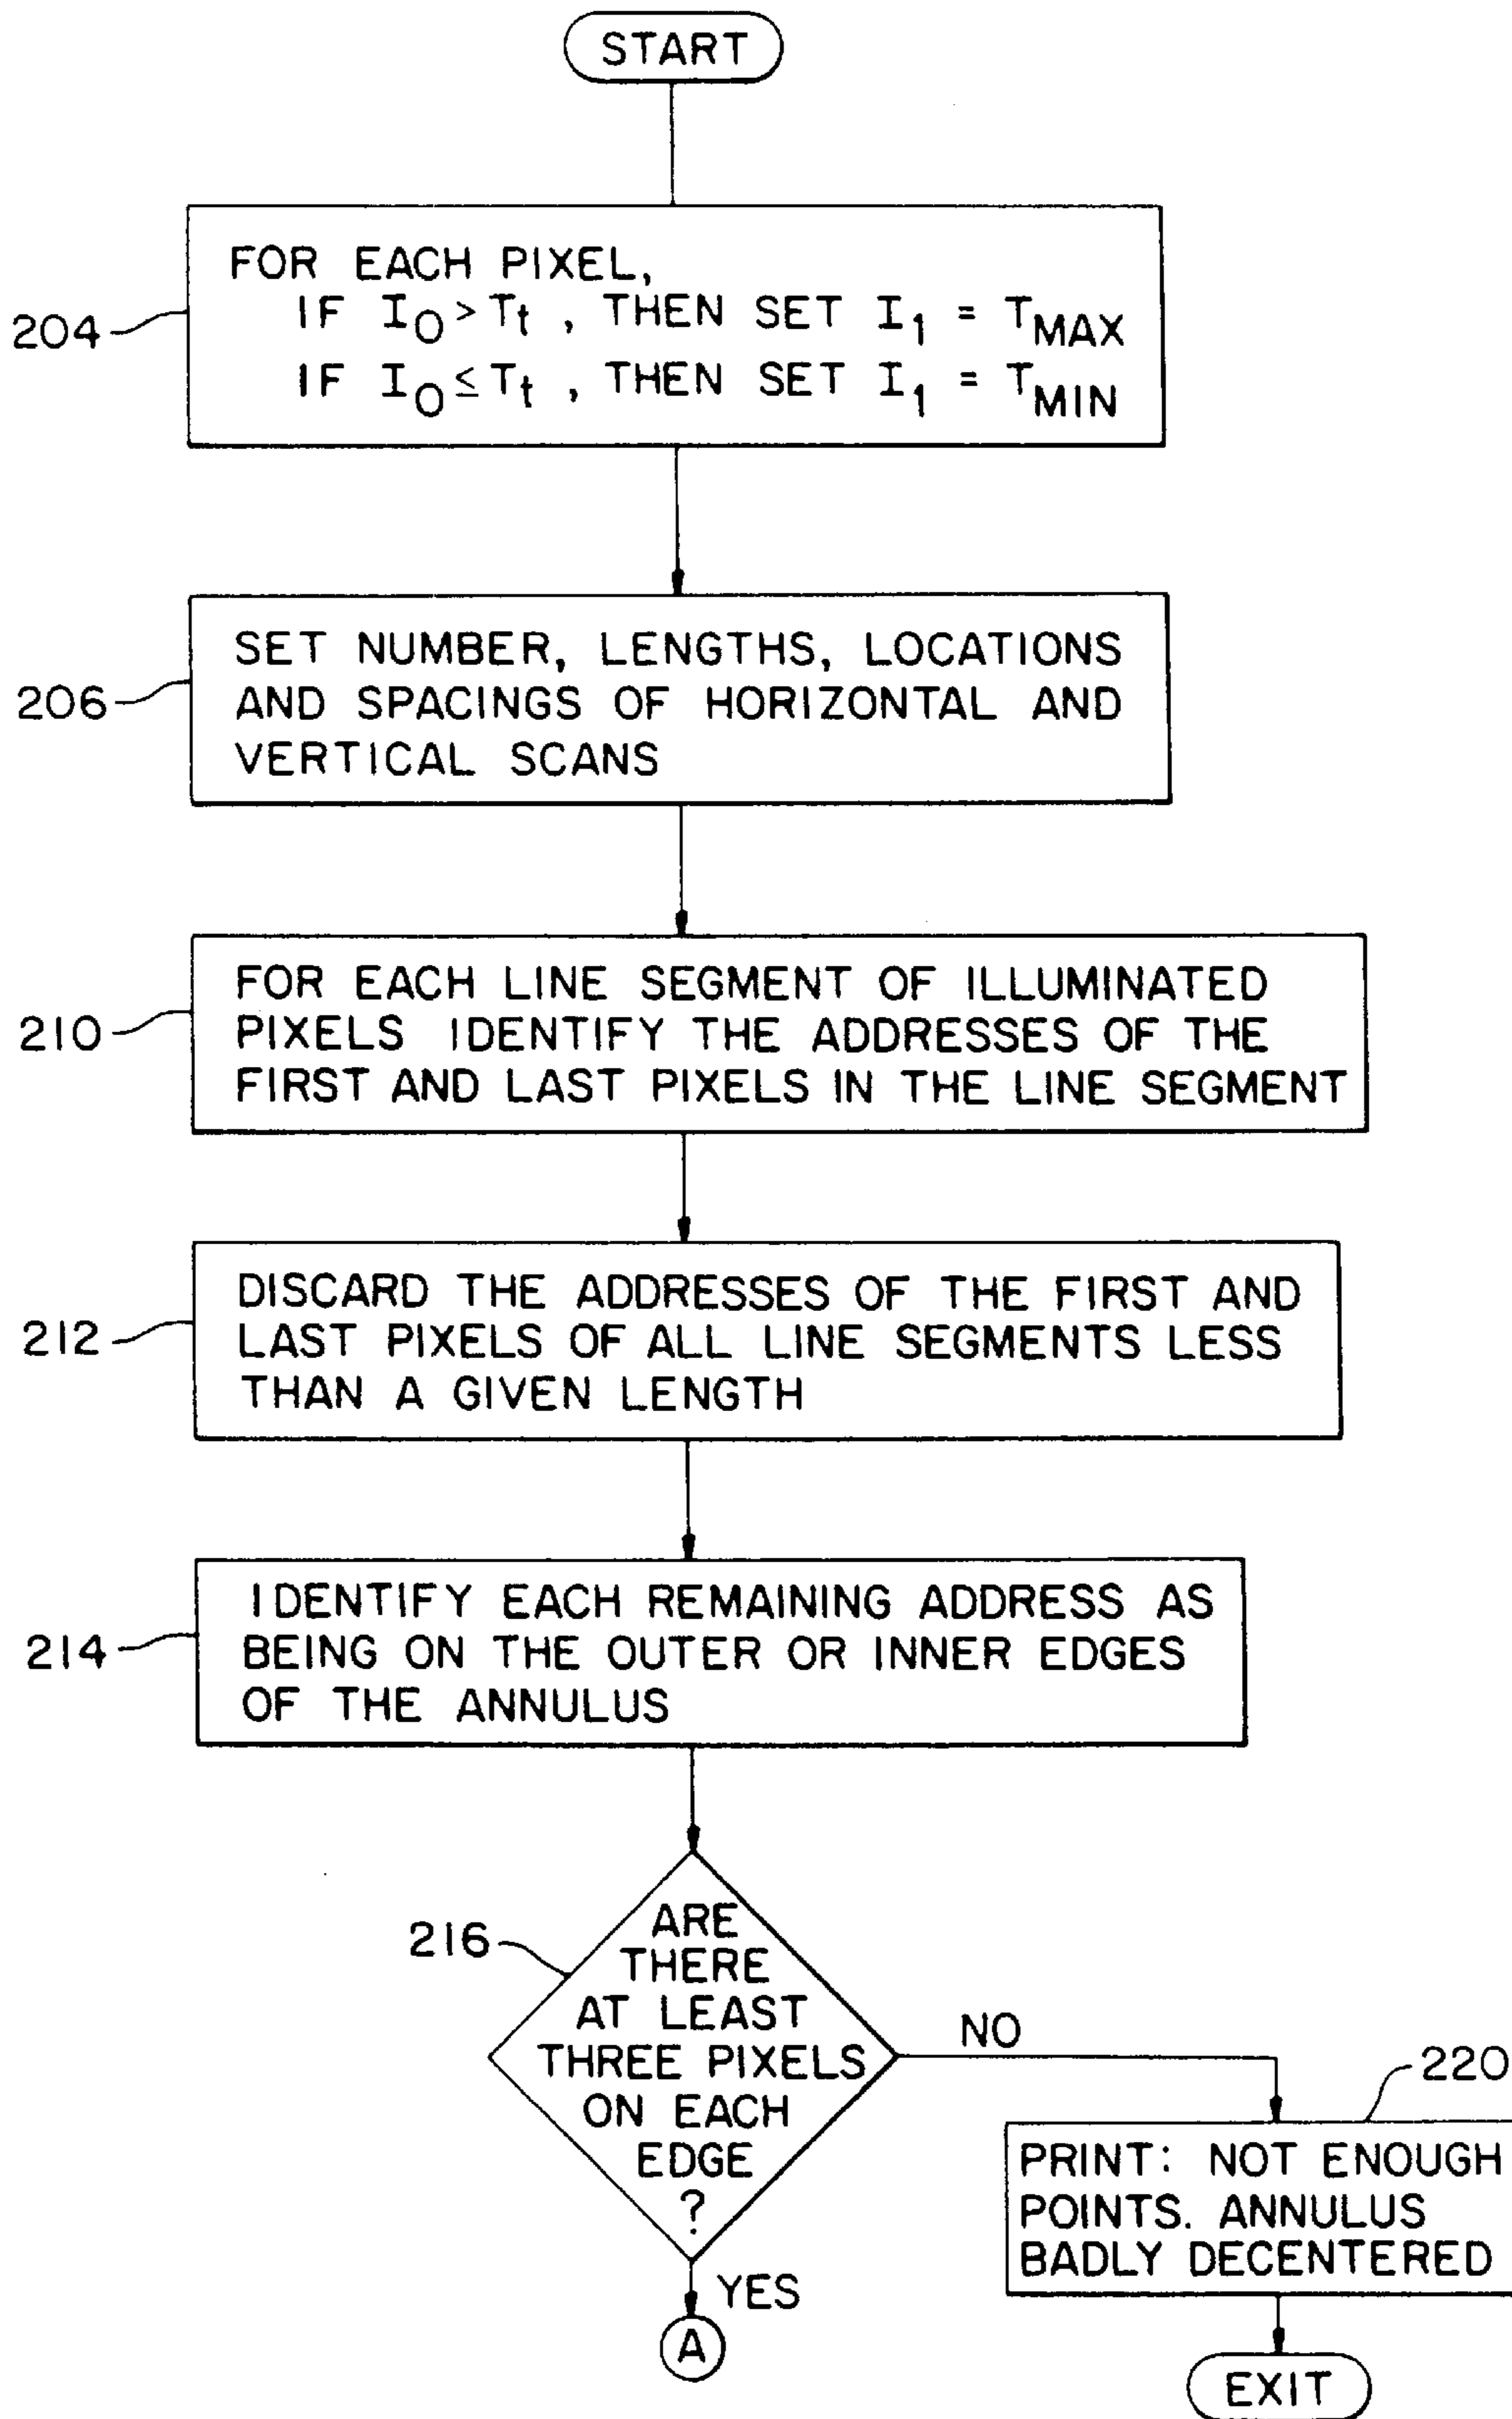 START
204
FOR EACH PIXEL,
IF I0 > Tt , THEN SET I1 = TMAX
IF I0 ≤ Tt , THEN SET I1 = TMIN
206
SET NUMBER, LENGTHS, LOCATIONS
AND SPACINGS OF HORIZONTAL AND
VERTICAL SCANS
210
FOR EACH LINE SEGMENT OF ILLUMINATED
PIXELS IDENTIFY THE ADDRESSES OF THE
FIRST AND LAST PIXELS IN THE LINE SEGMENT
212
DISCARD THE ADDRESSES OF THE FIRST AND
LAST PIXELS OF ALL LINE SEGMENTS LESS
THAN A GIVEN LENGTH
214
IDENTIFY EACH REMAINING ADDRESS AS
BEING ON THE OUTER OR INNER EDGES
OF THE ANNULUS
216
ARE
THERE
AT LEAST
THREE PIXELS
ON EACH
EDGE
?
NO
220
PRINT: NOT ENOUGH
POINTS. ANNULUS
BADLY DECENTERED
YES
A
EXIT